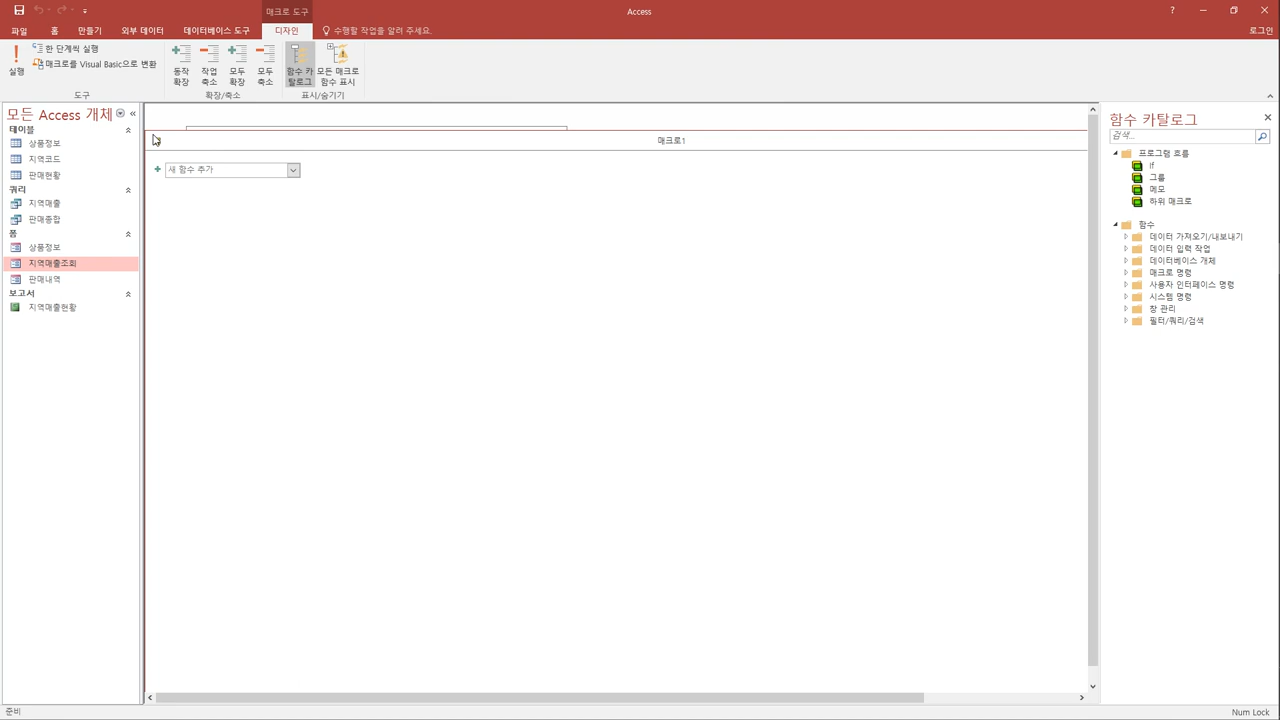 매크로 도구
Access
?
파일
홈
만들기
외부 데이터
데이터베이스 도구
디자인
수행할 작업을 알려 주세요.
로그인
실행
한 단계씩 실행
매크로를 Visual Basic으로 변환
도구
동작
확장
작업
축소
모두
확장
모두
축소
확장/축소
함수 카
탈로그
모든 매크로
함수 표시
표시/숨기기
모든 Access 개체
«
테이블
상품정보
지역코드
판매현황
쿼리
지역매출
판매종합
폼
상품정보
지역매출조회
판매내역
보고서
지역매출현황
매크로1
새 함수 추가
함수 카탈로그
검색...
프로그램 흐름
If
그룹
메모
하위 매크로
함수
데이터 가져오기/내보내기
데이터 입력 작업
데이터베이스 개체
매크로 명령
사용자 인터페이스 명령
시스템 명령
창 관리
필터/쿼리/검색
준비
Num Lock